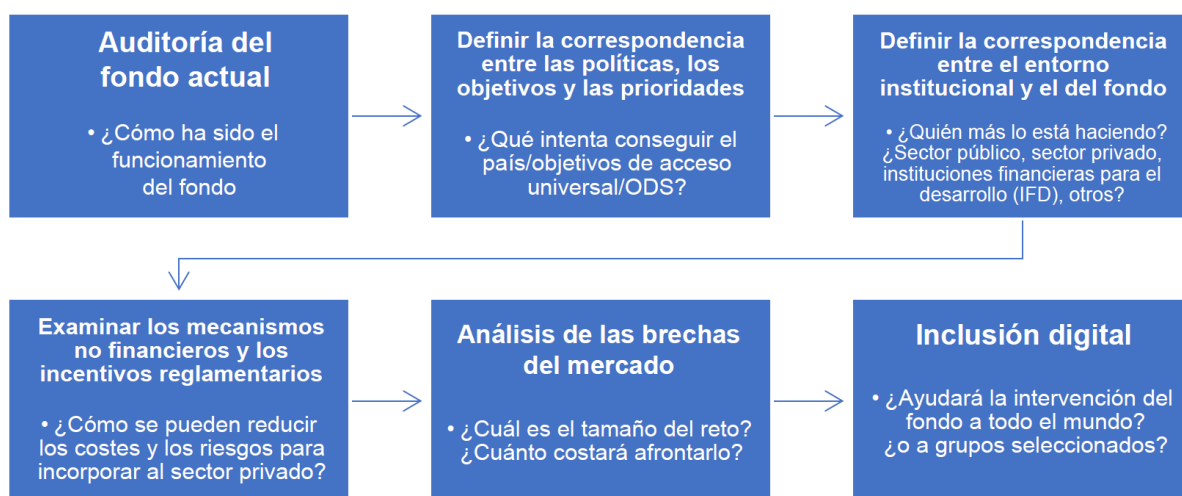 Auditoría del
fondo actual
• ¿Cómo ha sido el
funcionamiento
del fondo
Definir la correspondencia
entre las políticas, los
objetivos y las prioridades
• ¿Qué intenta conseguir el
país/objetivos de acceso
universal/ODS?
Definir la correspondencia
entre el entorno
institucional y el del fondo
• ¿Quién más lo está haciendo?
¿Sector público, sector privado,
instituciones financieras para el
desarrollo (IFD), otros?
Examinar los mecanismos
no financieros y los
incentivos reglamentarios
• ¿Cómo se pueden reducir
los costes y los riesgos para
incorporar al sector privado?
Análisis de las brechas
del mercado
• ¿Cuál es el tamaño del reto?
¿Cuánto costará afrontarlo?
Inclusión digital
• ¿Ayudará la intervención del
fondo a todo el mundo?
¿o a grupos seleccionados?